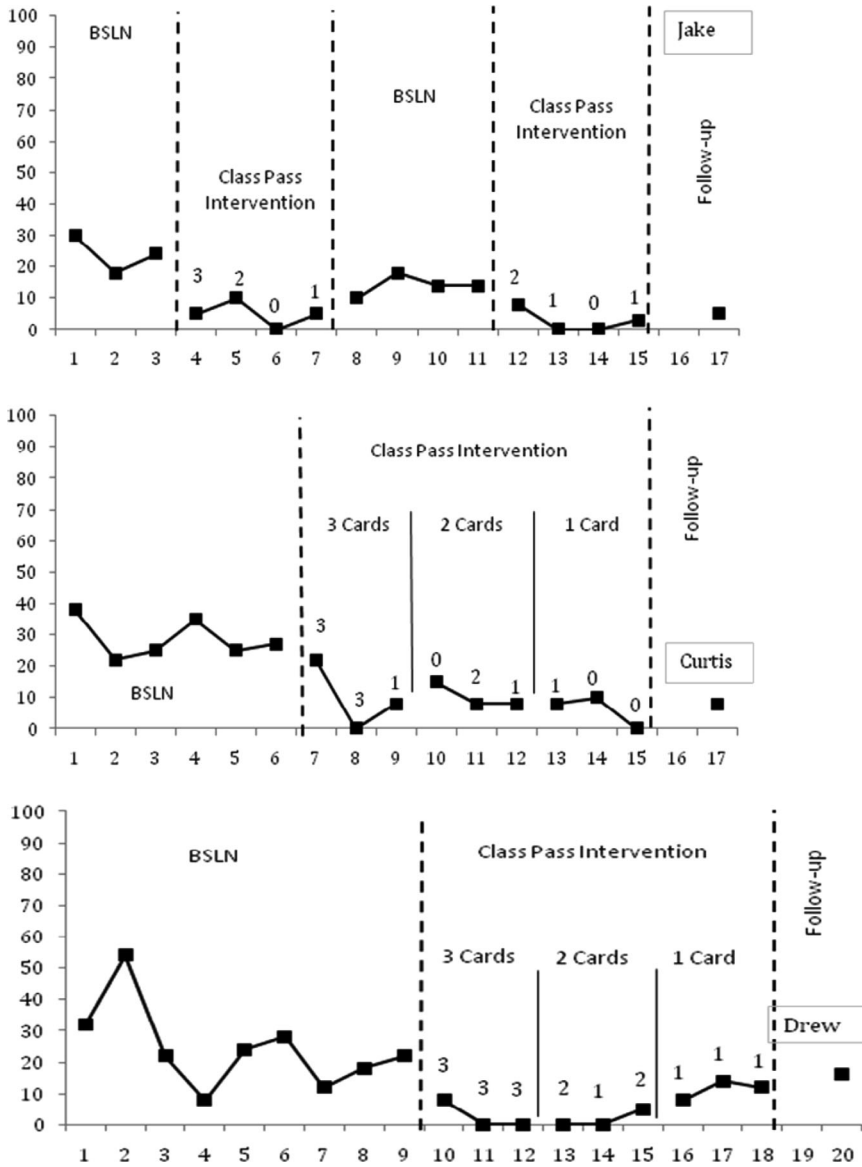 100
90
80
70
60
50
40
30
20
10
0
BSLN
Class Pass
Intervention
BSLN
Class Pass
Intervention
Jake
Follow-up
3
2
0
1
2
1
0
1
1 2 3 4 5 6 7 8 9 10 11 12 13 14 15 16 17
100
90
80
70
60
50
40
30
20
10
0
BSLN
Class Pass Intervention
3 Cards
2 Cards
1 Card
Follow-up
Curtis
3
3
1
0
2
1
1
0
0
1 2 3 4 5 6 7 8 9 10 11 12 13 14 15 16 17
100
90
80
70
60
50
40
30
20
10
0
BSLN
Class Pass Intervention
3 Cards
2 Cards
1 Card
Follow-up
Drew
3
3
3
2
1
2
1
1
1
1 2 3 4 5 6 7 8 9 10 11 12 13 14 15 16 17 18 19 20